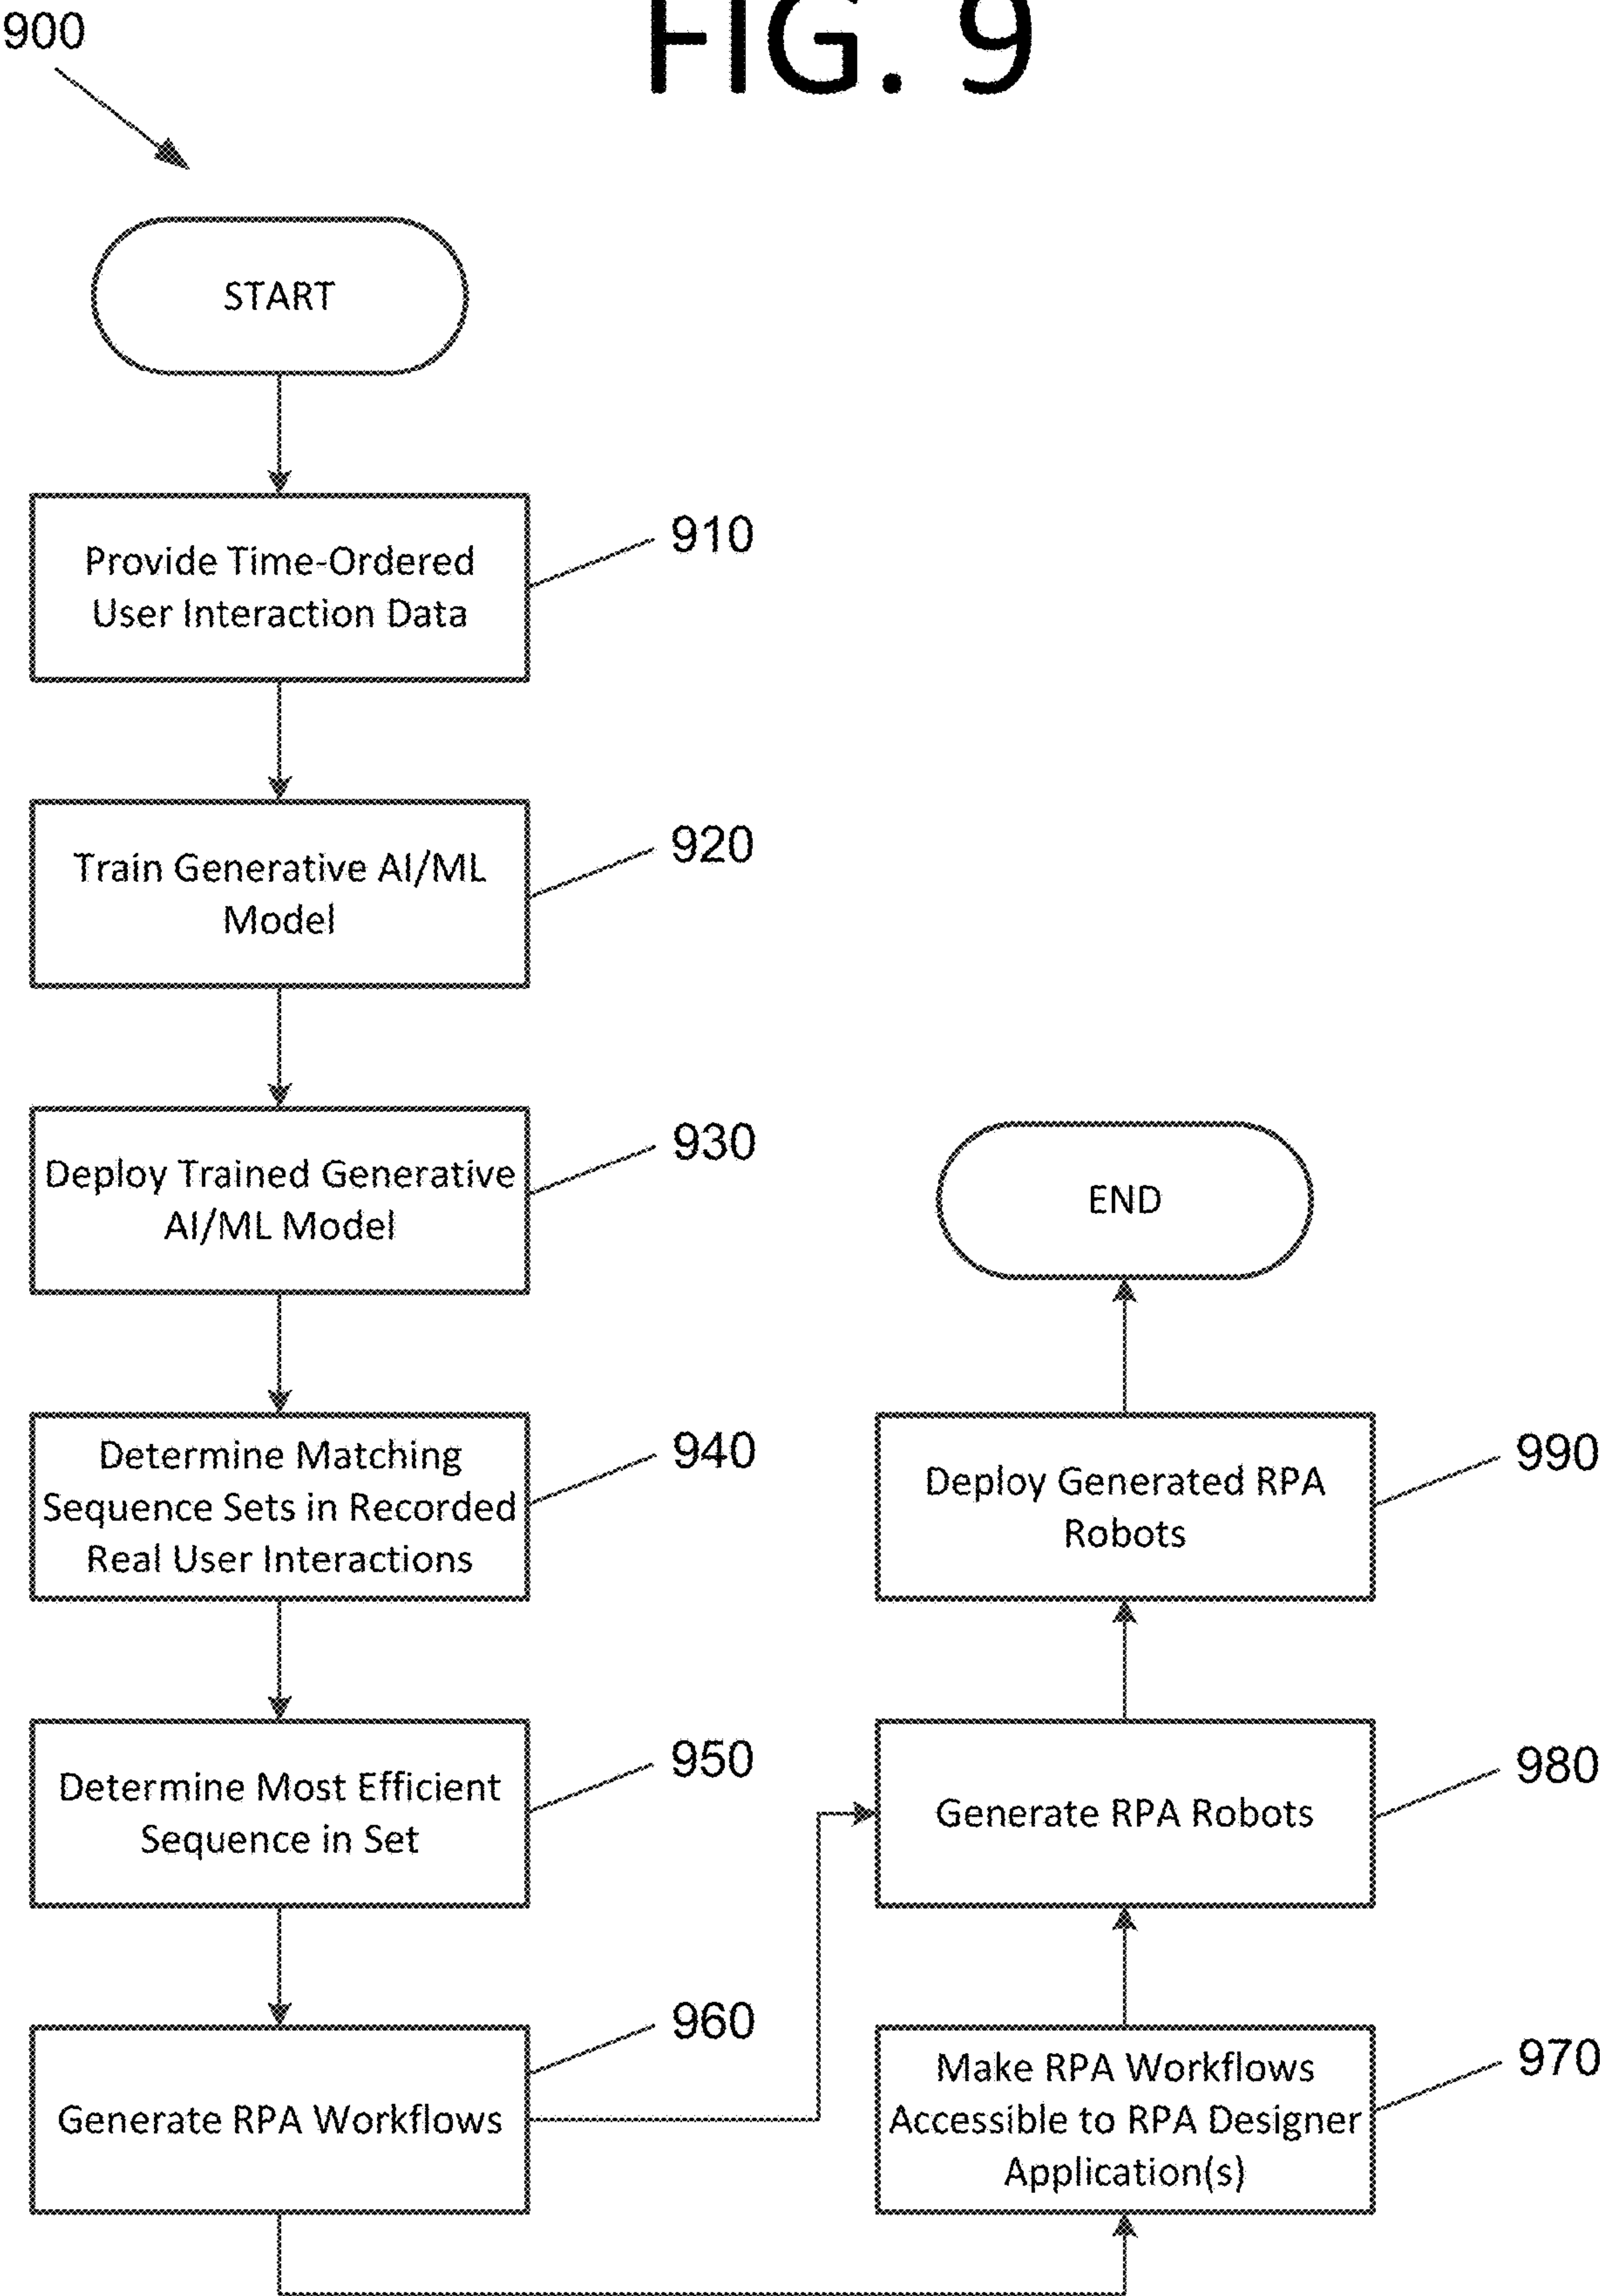 FIG. 9
900
START
Provide Time-Ordered
User Interaction Data
910
Train Generative AI/ML
Model
920
Deploy Trained Generative
AI/ML Model
930
Determine Matching
Sequence Sets in Recorded
Real User Interactions
940
Determine Most Efficient
Sequence in Set
950
Generate RPA Workflows
960
Make RPA Workflows
Accessible to RPA Designer
Application(s)
970
Generate RPA Robots
980
Deploy Generated RPA
Robots
990
END